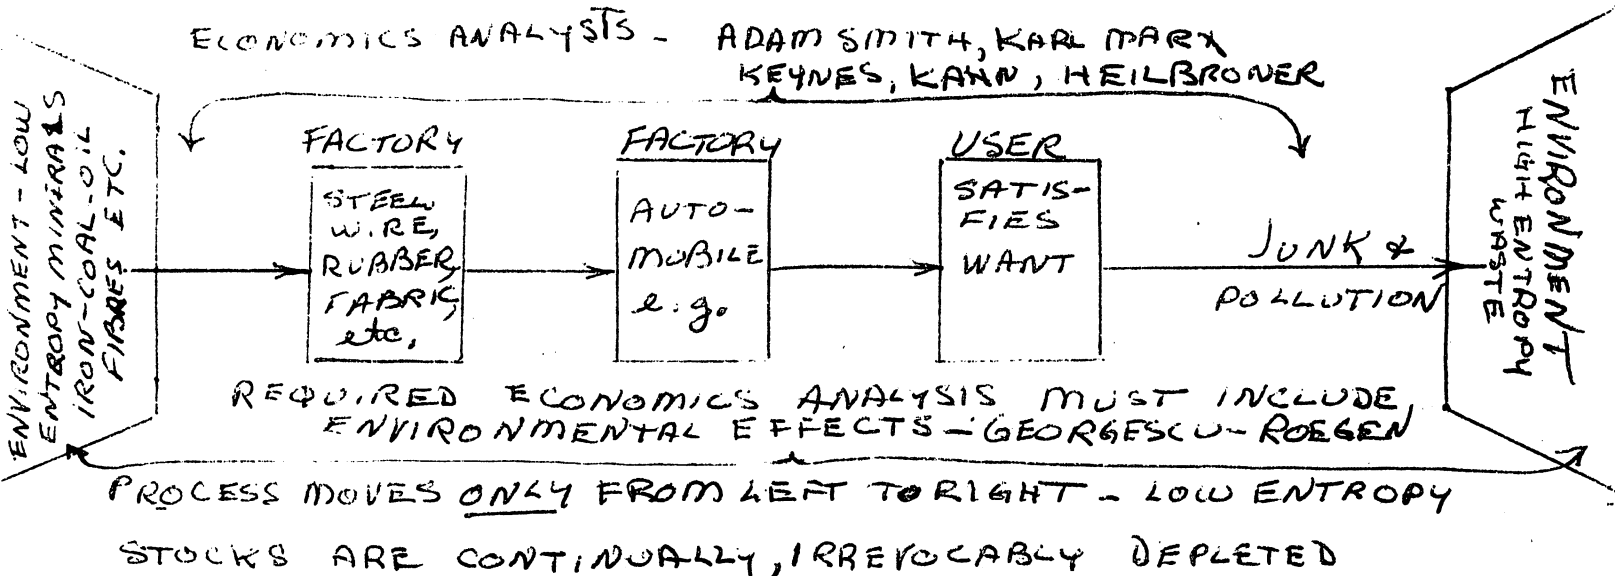 ECONOMICS ANALYSTS - ADAM SMITH, KARL MARX
KEYNES, KAHN, HEILBRONER
ENVIRONMENT - LOW
ENTROPY MINERALS
IRON-COAL-OIL
FIBRES ETC.
FACTORY
STEEL
WIRE,
RUBBER,
FABRIC,
etc.
FACTORY
AUTO-
MOBILE
e.g.
USER
SATIS-
FIES
WANT
JUNK &
POLLUTION
ENVIRONMENT
HIGH ENTROPY
WASTE
REQUIRED ECONOMICS ANALYSIS MUST INCLUDE
ENVIRONMENTAL EFFECTS - GEORGESCU-ROEGEN
PROCESS MOVES ONLY FROM LEFT TO RIGHT - LOW ENTROPY
STOCKS ARE CONTINUALLY, IRREVOCABLY DEPLETED